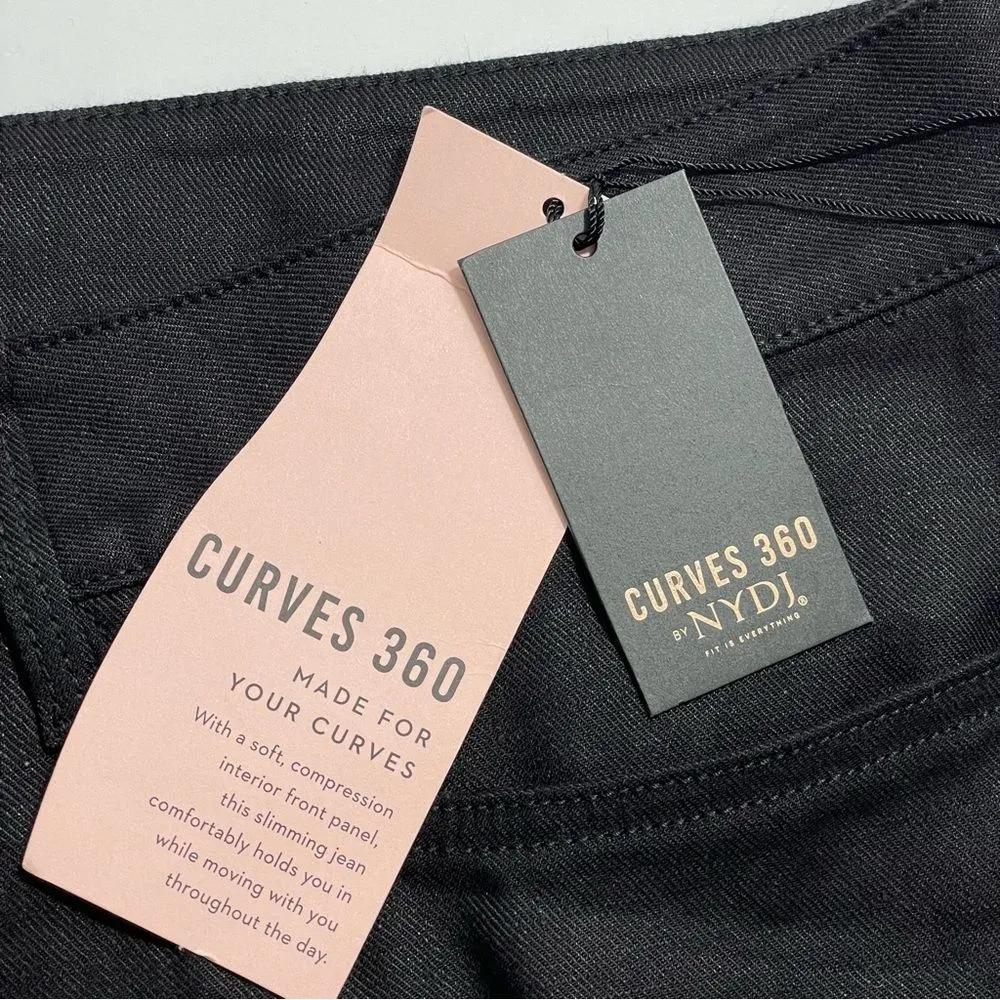 CURVES 360
MADE FOR
YOUR CURVES
With a soft, compression
interior front panel,
this slimming jean
comfortably holds you in
while moving with you
throughout the day.
CURVES 360
BY NYDJ®
FIT IS EVERYTHING